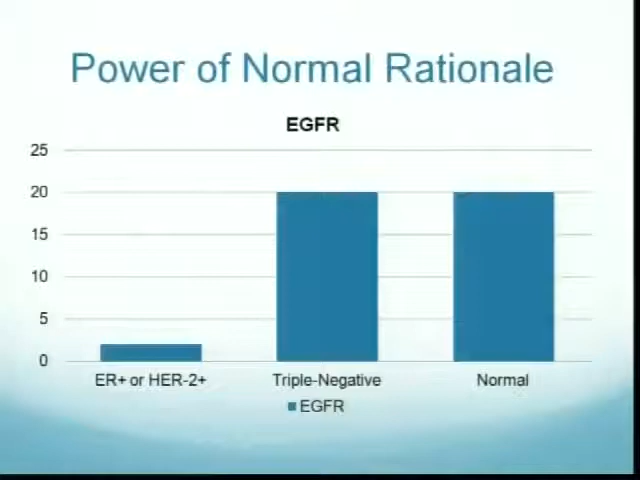 Power of Normal Rationale
EGFR
25
20
15
10
5
0
ER+ or HER-2+ Triple-Negative Normal
EGFR